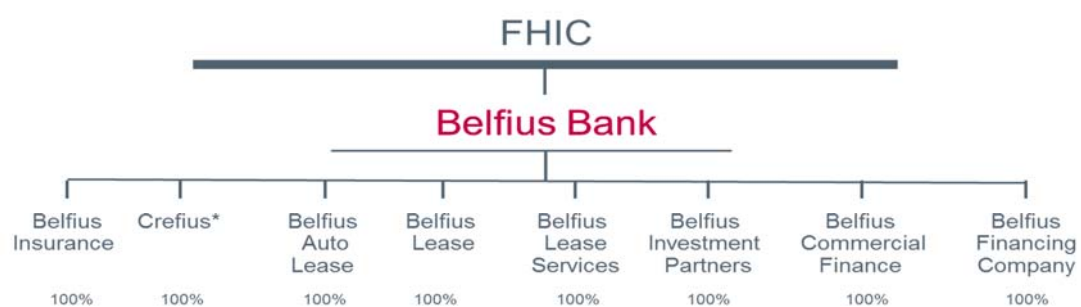 FHIC
Belfius Bank
Belfius Insurance
Crefius*
Belfius Auto Lease
Belfius Lease
Belfius Lease Services
Belfius Investment Partners
Belfius Commercial Finance
Belfius Financing Company
100% 100% 100% 100% 100% 100% 100% 100%